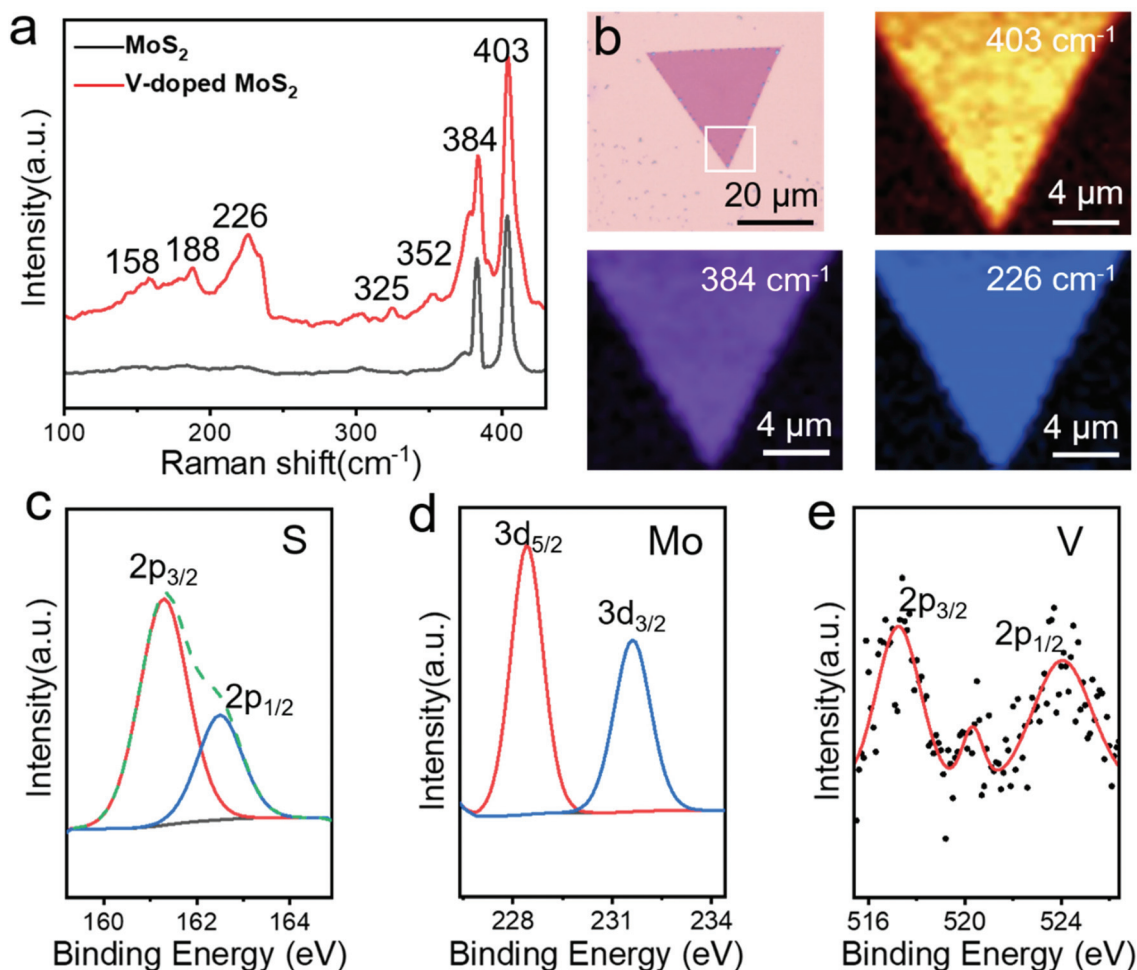 a
MoS₂
V-doped MoS₂
403
384
226
188
158
352
325
Intensity(a.u.)
100
200
300
400
Raman shift(cm⁻¹)
b
20 µm
403 cm⁻¹
4 µm
384 cm⁻¹
4 µm
226 cm⁻¹
4 µm
c
S
2p₃/₂
2p₁/₂
Intensity(a.u.)
160
162
164
Binding Energy (eV)
d
Mo
3d₅/₂
3d₃/₂
Intensity(a.u.)
228
231
234
Binding Energy (eV)
e
V
2p₃/₂
2p₁/₂
Intensity(a.u.)
516
520
524
Binding Energy (eV)